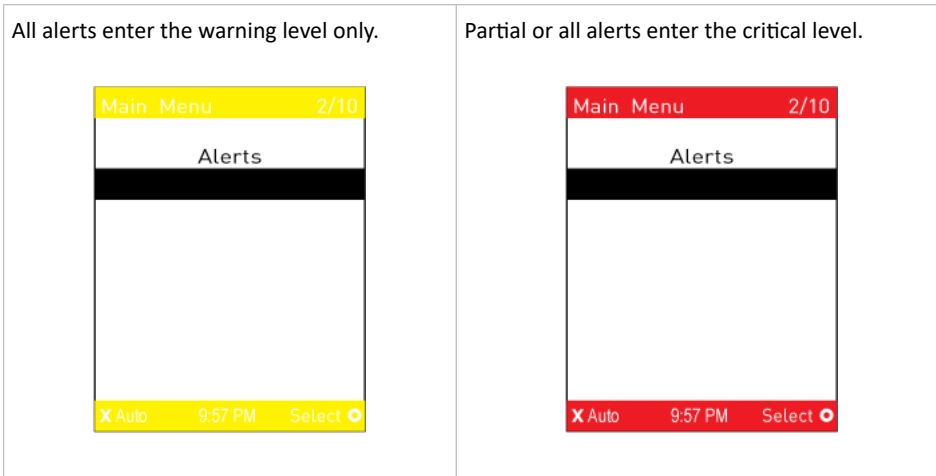 All alerts enter the warning level only.
Main Menu 2/10
Alerts
X Auto 9:57 PM Select O
Partial or all alerts enter the critical level.
Main Menu 2/10
Alerts
X Auto 9:57 PM Select O